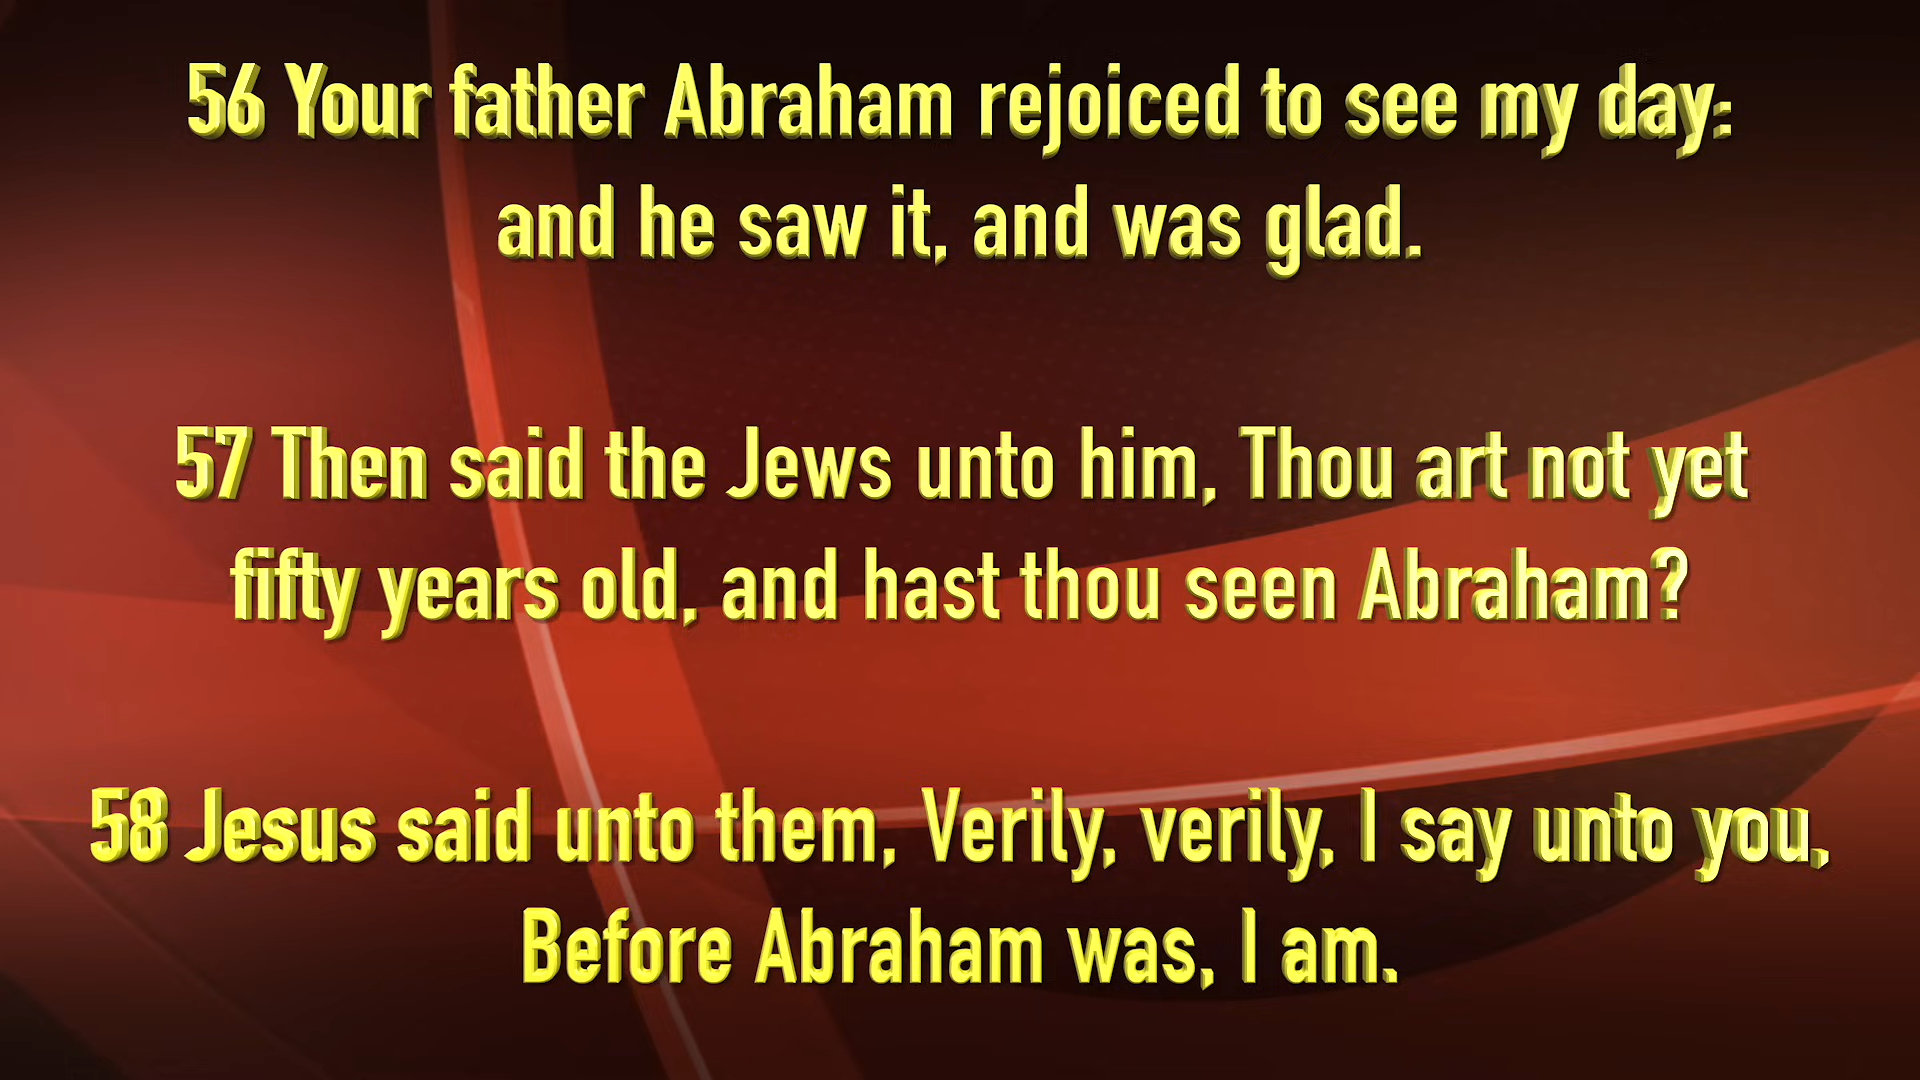 56 Your father Abraham rejoiced to see my day:
and he saw it, and was glad.
57 Then said the Jews unto him, Thou art not yet
fifty years old, and hast thou seen Abraham?
58 Jesus said unto them, Verily, verily, I say unto you,
Before Abraham was, I am.